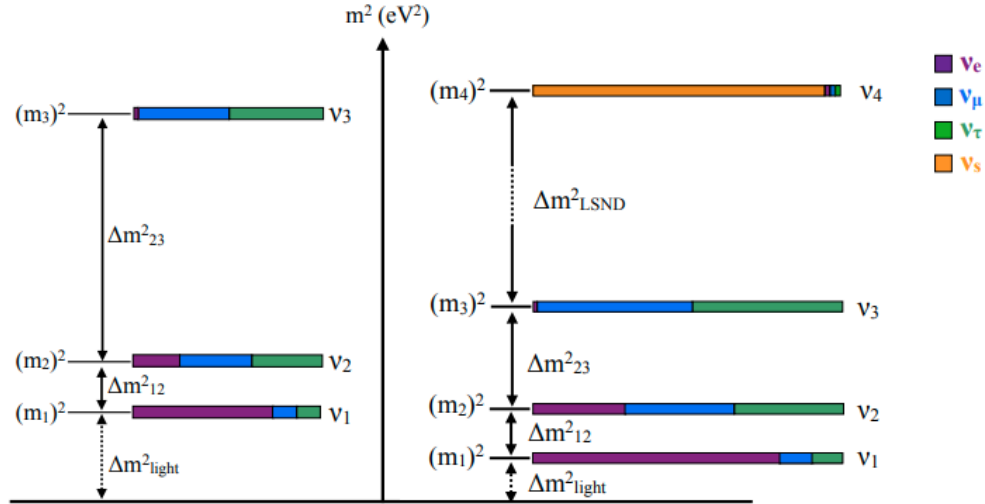 m² (eV²)
(m₃)²
ν₃
Δm²₂₃
(m₂)²
ν₂
Δm²₁₂
(m₁)²
ν₁
Δm²light
(m₄)²
ν₄
Δm²LSND
(m₃)²
ν₃
Δm²₂₃
(m₂)²
ν₂
Δm²₁₂
(m₁)²
ν₁
Δm²light
νe
νμ
ντ
νs